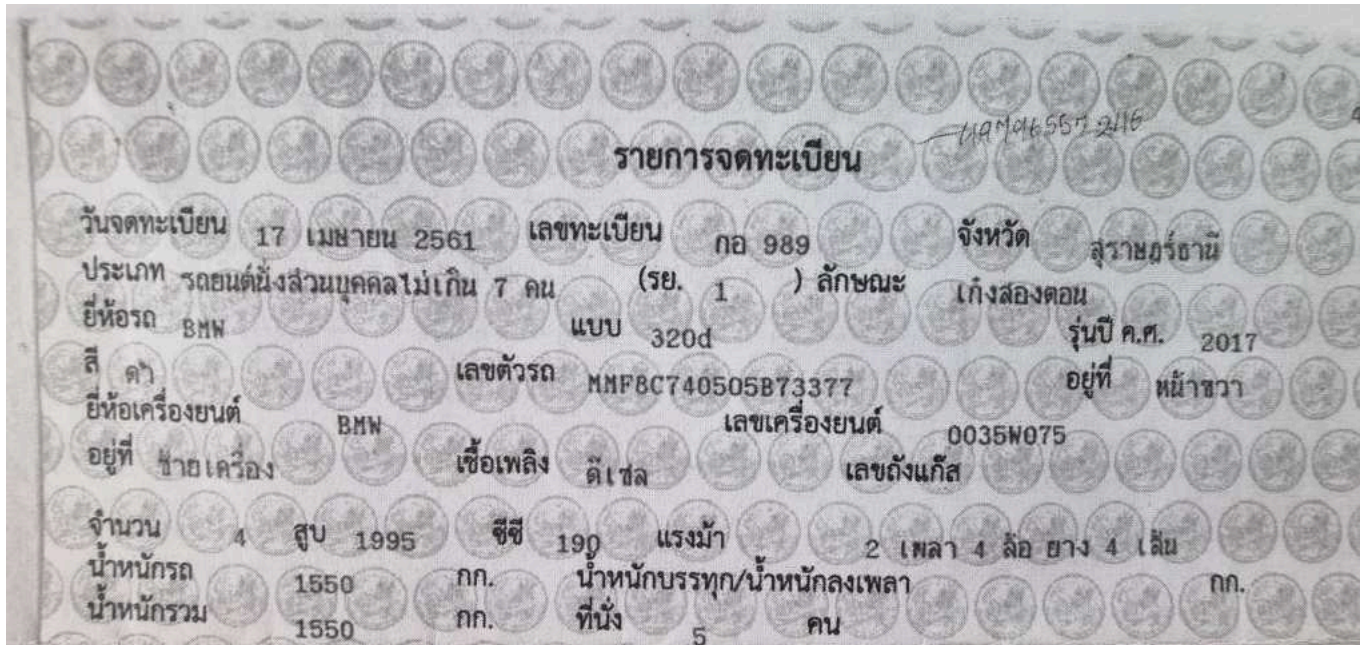 รายการจดทะเบียน
วันจดทะเบียน 17 เมษายน 2561 เลขทะเบียน กอ 989 จังหวัด สุราษฎร์ธานี
ประเภท รถยนต์นั่งส่วนบุคคลไม่เกิน 7 คน (รย. 1 ) ลักษณะ เก๋งสองตอน
ยี่ห้อรถ BMW แบบ 320d รุ่นปี ค.ศ. 2017
สี ดำ เลขตัวรถ MMF8C740505B73377 อยู่ที่ หน้าขวา
ยี่ห้อเครื่องยนต์ BMW เลขเครื่องยนต์ 0035W075
อยู่ที่ ซ้ายเครื่อง เชื้อเพลิง ดีเซล เลขถังแก๊ส
จำนวน 4 สูบ 1995 ซีซี 190 แรงม้า 2 เพลา 4 ล้อ ยาง 4 เส้น
น้ำหนักรถ 1550 กก. น้ำหนักบรรทุก/น้ำหนักลงเพลา กก.
น้ำหนักรวม 1550 กก. ที่นั่ง 5 คน